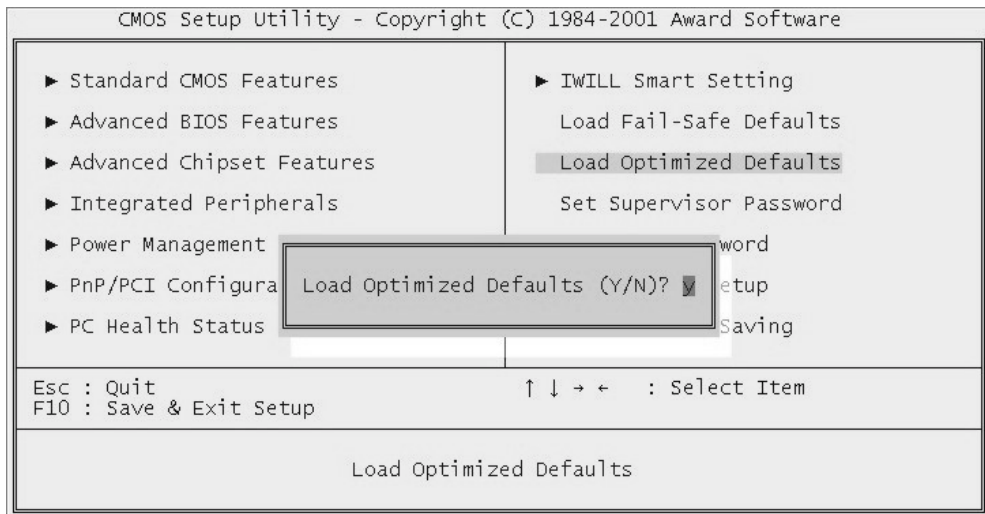 CMOS Setup Utility - Copyright (C) 1984-2001 Award Software
► Standard CMOS Features
► Advanced BIOS Features
► Advanced Chipset Features
► Integrated Peripherals
► Power Management
► PnP/PCI Configura
► PC Health Status
► IWILL Smart Setting
Load Fail-Safe Defaults
Load Optimized Defaults
Set Supervisor Password
word
etup
Saving
Load Optimized Defaults (Y/N)? y
Esc : Quit
F10 : Save & Exit Setup
↑ ↓ → ← : Select Item
Load Optimized Defaults